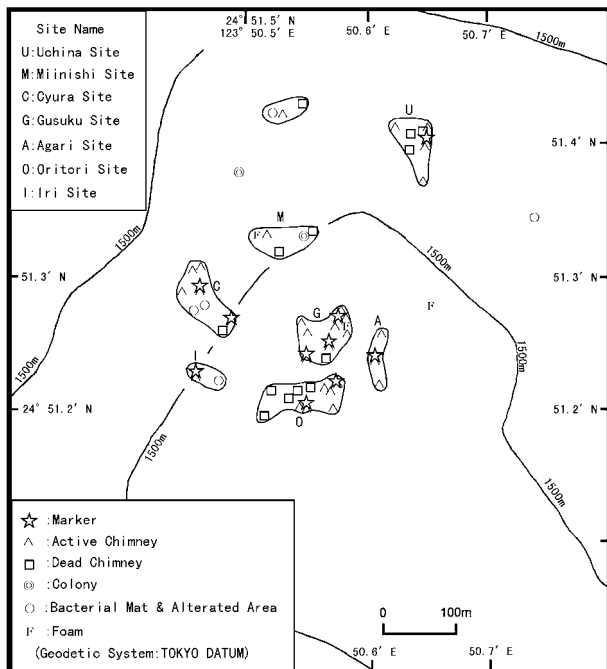 Site Name
U:Uchina Site
M:Miinishi Site
C:Cyura Site
G:Gusuku Site
A:Agari Site
O:Oritori Site
I:Iri Site
24° 51.5′ N
123° 50.5′ E
50.6′ E
50.7′ E
1500m
U
51.4′ N
M
1500m
1500m
51.3′ N
C
G
F
A
F
F
51.3′ N
1500m
I
24° 51.2′ N
O
51.2′ N
1500m
1500m
☆ :Marker
∧ :Active Chimney
□ :Dead Chimney
◎ :Colony
○ :Bacterial Mat & Alterated Area
F :Foam
(Geodetic System:TOKYO DATUM)
0 100m
50.6′ E
50.7′ E